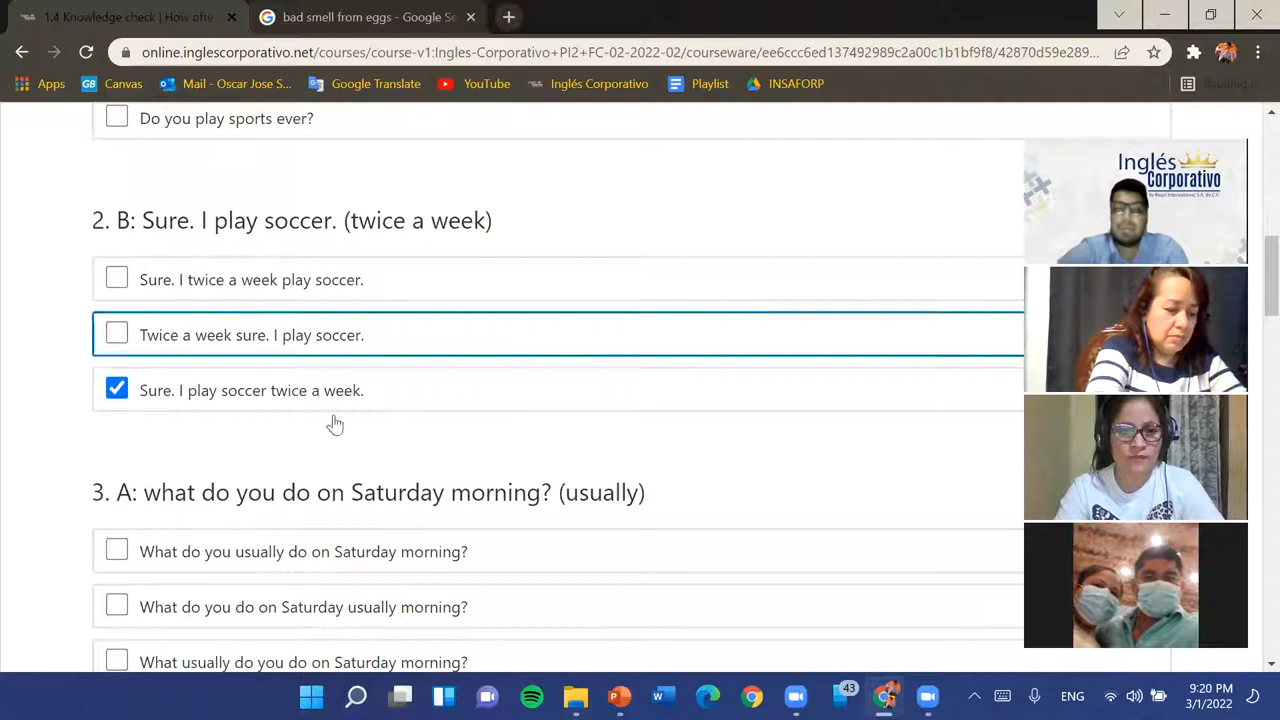 1.4 Knowledge check | How ofte
bad smell from eggs - Google Se
online.inglescorporativo.net/courses/course-v1:Ingles-Corporativo+PI2+FC-02-2022-02/courseware/ee6ccc6ed137492989c2a00c1b1bf9f8/42870d59e289...
Apps
Canvas
Mail - Oscar Jose S...
Google Translate
YouTube
Inglés Corporativo
Playlist
INSAFORP
Reading li
Do you play sports ever?
Inglés
Corporativo
2. B: Sure. I play soccer. (twice a week)
Sure. I twice a week play soccer.
Twice a week sure. I play soccer.
Sure. I play soccer twice a week.
3. A: what do you do on Saturday morning? (usually)
What do you usually do on Saturday morning?
What do you do on Saturday usually morning?
What usually do you do on Saturday morning?
43
ENG
9:20 PM
3/1/2022